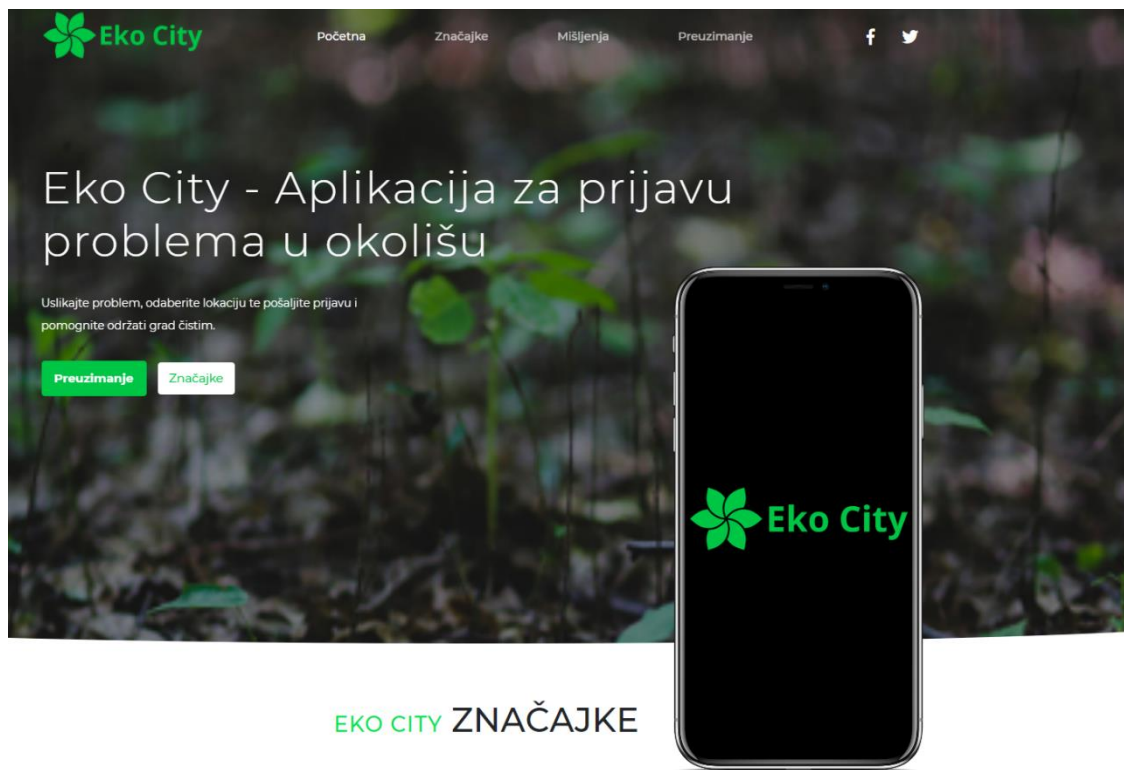 Eko City
Početna
Značajke
Mišljenja
Preuzimanje
Eko City - Aplikacija za prijavu
problema u okolišu
Uslikajte problem, odaberite lokaciju te pošaljite prijavu i
pomognite održati grad čistim.
Preuzimanje
Značajke
Eko City
EKO CITY ZNAČAJKE